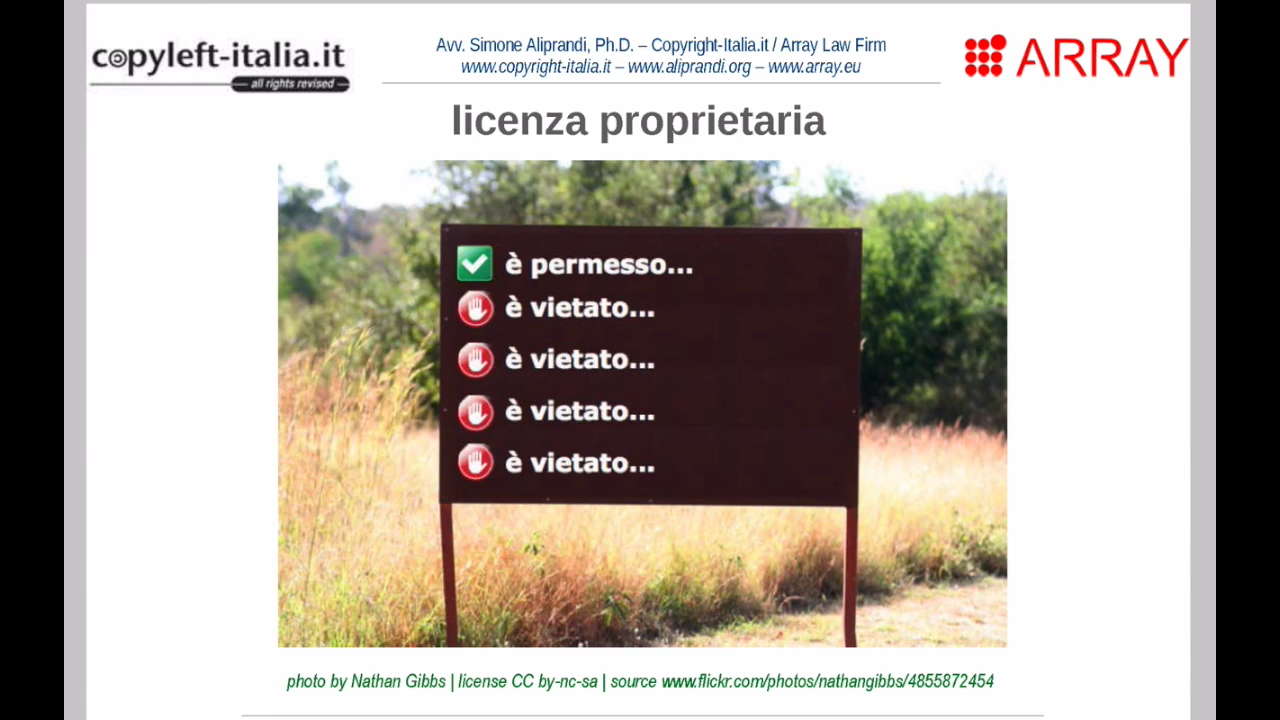 copyleft-italia.it
all rights revised
Avv. Simone Aliprandi, Ph.D. – Copyright-Italia.it / Array Law Firm
www.copyright-italia.it – www.aliprandi.org – www.array.eu
ARRAY
licenza proprietaria
è permesso...
è vietato...
è vietato...
è vietato...
è vietato...
photo by Nathan Gibbs | license CC by-nc-sa | source www.flickr.com/photos/nathangibbs/4855872454